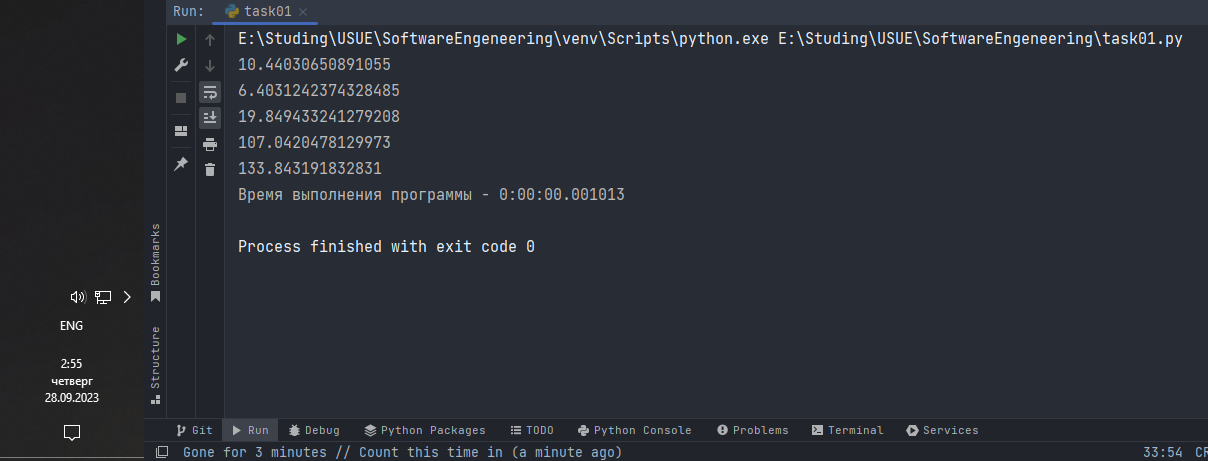 Run: task01
E:\Studing\USUE\SoftwareEngeneering\venv\Scripts\python.exe E:\Studing\USUE\SoftwareEngeneering\task01.py
10.44030650891055
6.4031242374328485
19.849433241279208
107.0420478129973
133.843191832831
Время выполнения программы - 0:00:00.001013
Process finished with exit code 0
Bookmarks
Structure
ENG
2:55
четверг
28.09.2023
Git Run Debug Python Packages TODO Python Console Problems Terminal Services
Gone for 3 minutes // Count this time in (a minute ago) 33:54 CR